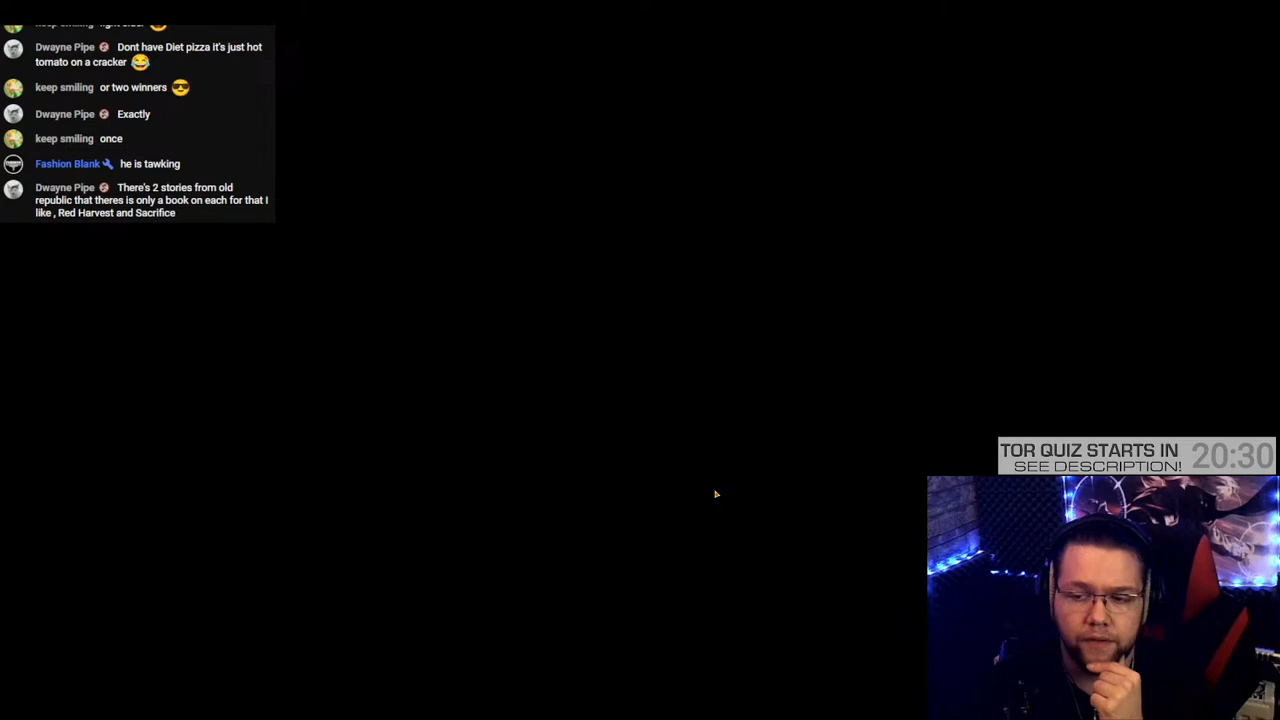 Dwayne Pipe Dont have Diet pizza it's just hot
tomato on a cracker
keep smiling or two winners
Dwayne Pipe Exactly
keep smiling once
Fashion Blank he is tawking
Dwayne Pipe There's 2 stories from old
republic that theres is only a book on each for that I
like , Red Harvest and Sacrifice
TOR QUIZ STARTS IN 20:30
SEE DESCRIPTION!